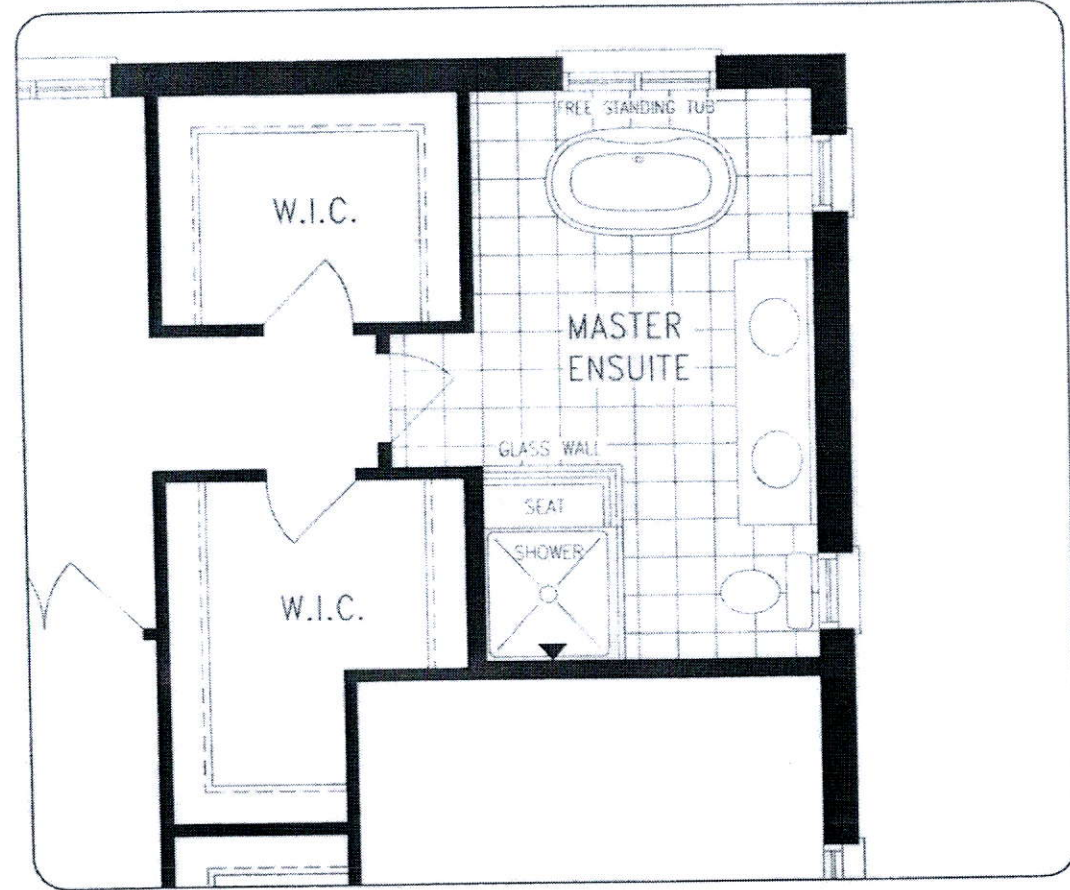 FREE STANDING TUB
W.I.C.
MASTER
ENSUITE
GLASS WALL
SEAT
SHOWER
W.I.C.